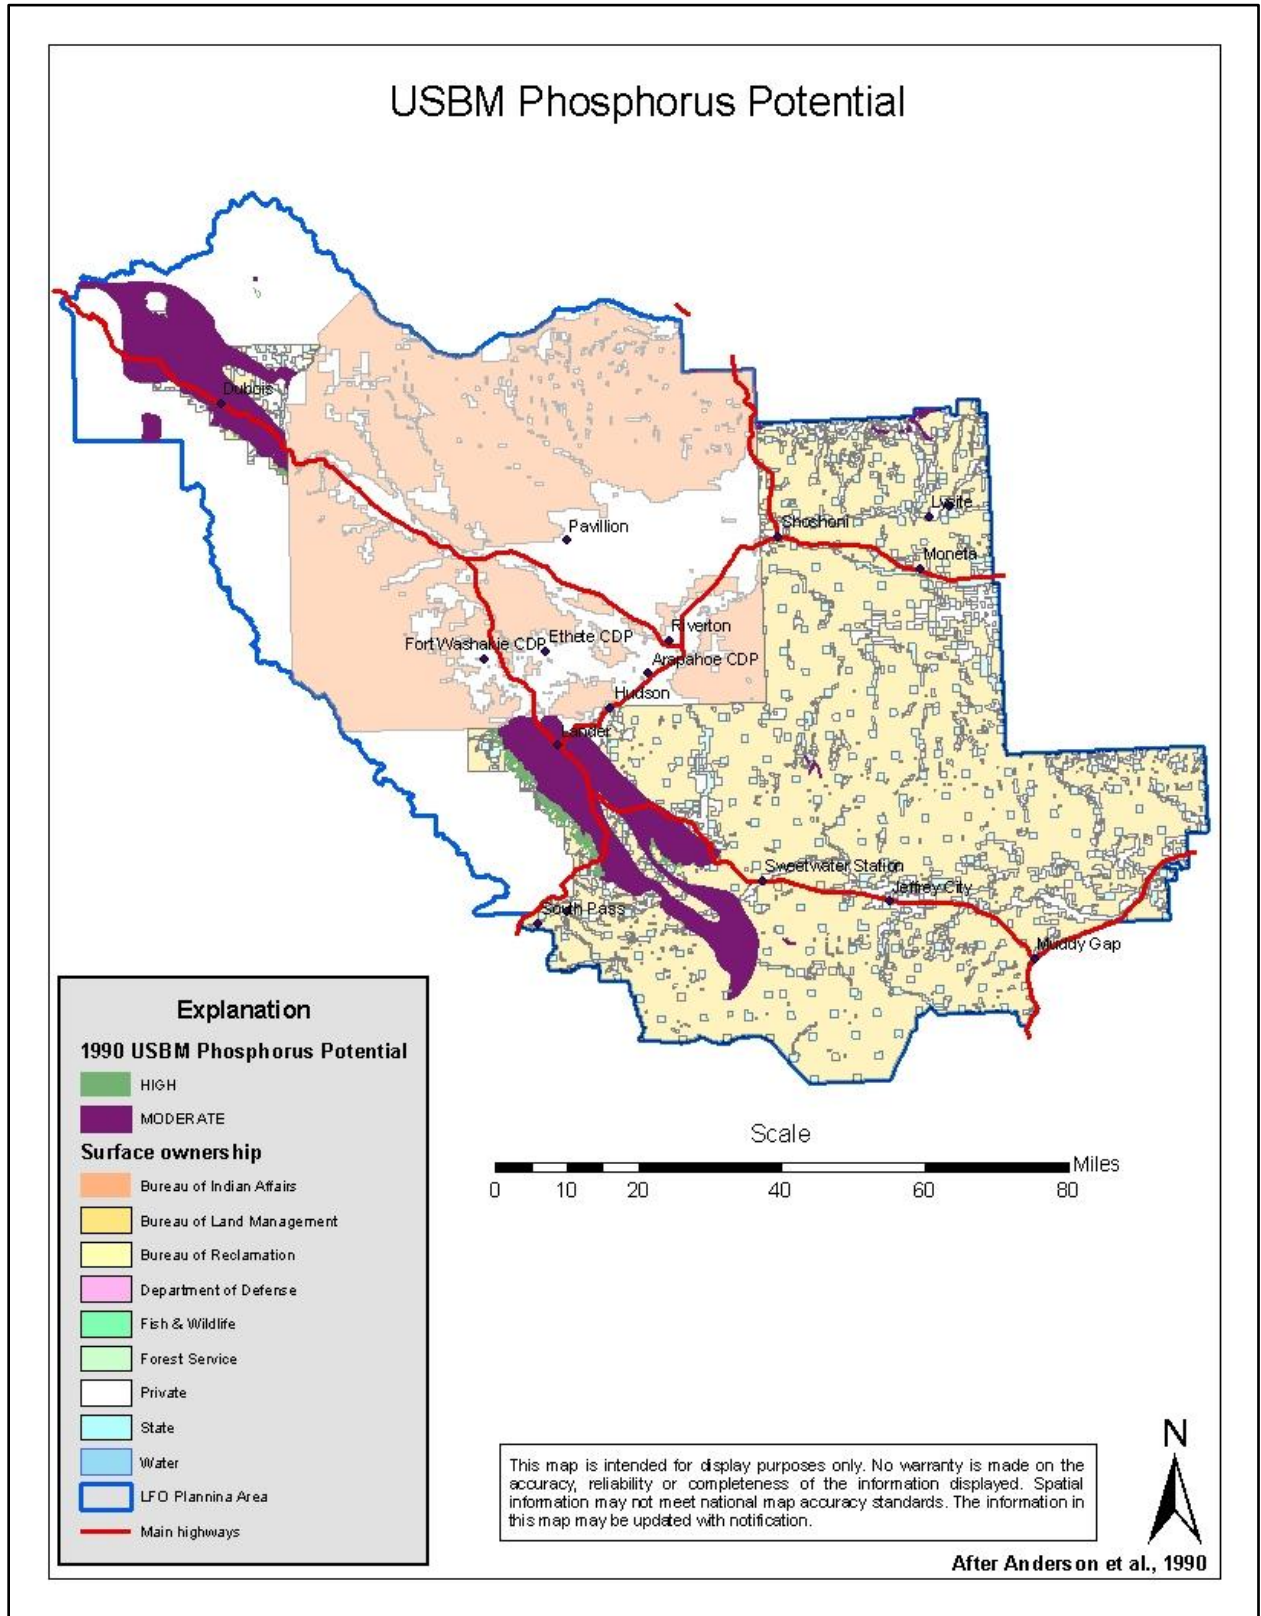 USBM Phosphorus Potential
Dubois
Pavillion
Shoshoni
Lysite
Moneta
Riverton
Fort Washakie CDP
Ethete CDP
Arapahoe CDP
Hudson
Lander
Sweetwater Station
Jeffrey City
South Pass
Muddy Gap
Explanation
1990 USBM Phosphorus Potential
HIGH
MODERATE
Surface ownership
Bureau of Indian Affairs
Bureau of Land Management
Bureau of Reclamation
Department of Defense
Fish & Wildlife
Forest Service
Private
State
Water
LFO Plannina Area
Main highways
Scale
Miles
0 10 20 40 60 80
This map is intended for display purposes only. No warranty is made on the
accuracy, reliability or completeness of the information displayed. Spatial
information may not meet national map accuracy standards. The information in
this map may be updated with notification.
N
After Anderson et al., 1990